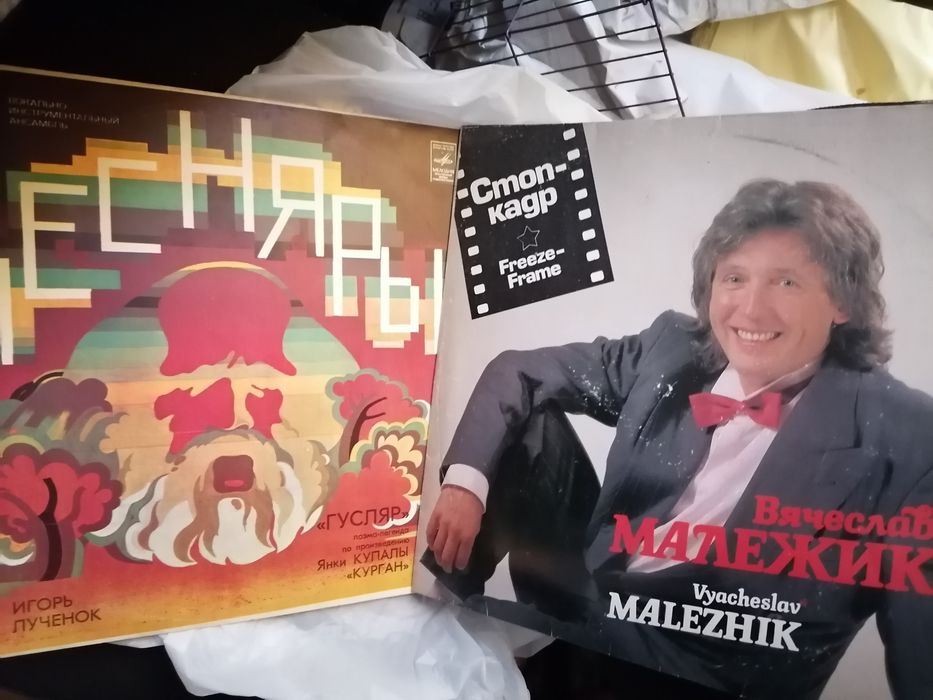 ВОКАЛЬНО
ИНСТРУМЕНТАЛЬНЫЙ
АНСАМБЛЬ
ПЕСНЯРЫ
МЕЛОДИЯ
«ГУСЛЯР»
поэма-легенда
по произведению
Янки КУПАЛЫ
«КУРГАН»
ИГОРЬ
ЛУЧЕНОК
Стоп-
кадр
Freeze-
Frame
Вячеслав
МАЛЕЖИК
Vyacheslav
MALEZHIK